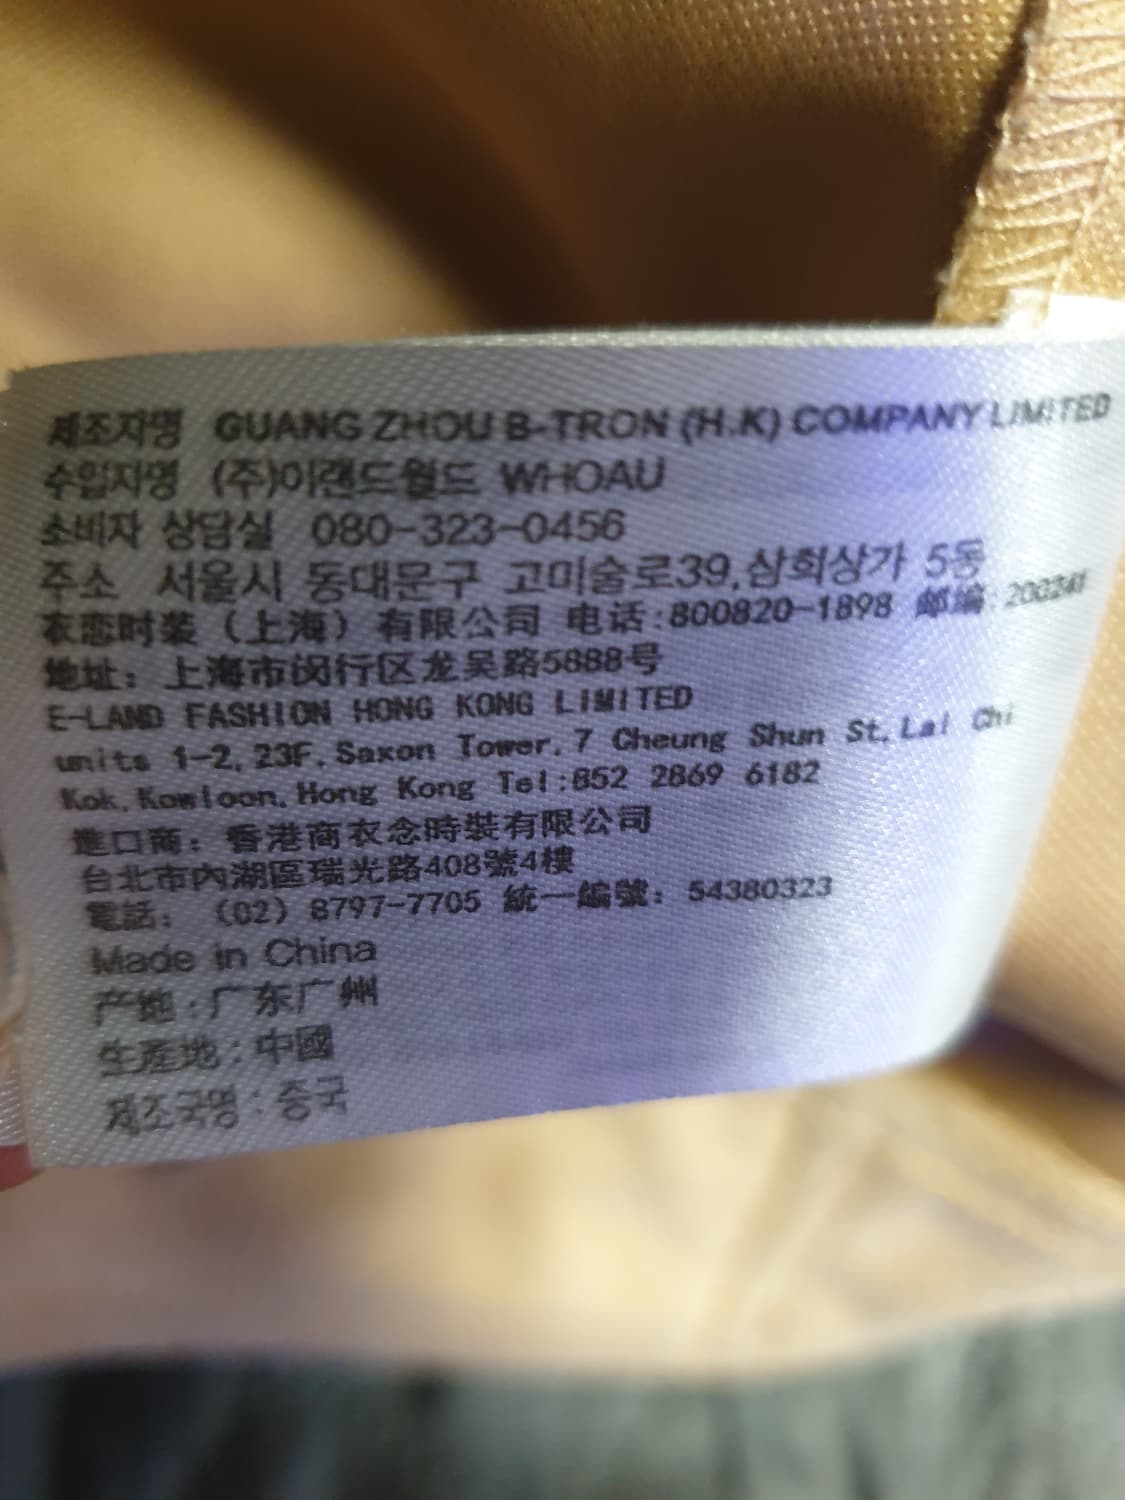 제조자명 GUANG ZHOU B-TRON (H.K) COMPANY LIMITED
수입자명 (주)이랜드월드 WHOAU
소비자 상담실 080-323-0456
주소 서울시 동대문구 고미술로39,삼희상가 5동
衣恋时装（上海）有限公司 电话:800820-1898 邮编: 200241
地址：上海市闵行区龙吴路5888号
E-LAND FASHION HONG KONG LIMITED
units 1-2,23F,Saxon Tower,7 Cheung Shun St,Lai Chi
Kok,Kowloon,Hong Kong Tel:852 2869 6182
進口商：香港商衣念時裝有限公司
台北市內湖區瑞光路408號4樓
電話：（02）8797-7705 統一編號：54380323
Made in China
产地:广东广州
生產地:中國
제조국명:중국